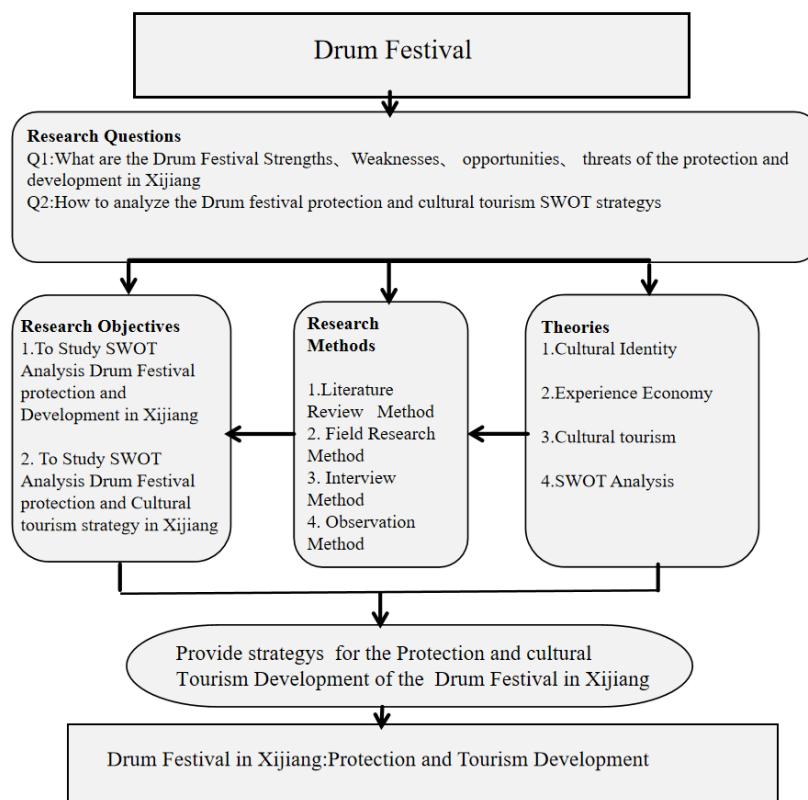 Drum Festival
Research Questions
Q1:What are the Drum Festival Strengths、Weaknesses、 opportunities、 threats of the protection and
development in Xijiang
Q2:How to analyze the Drum festival protection and cultural tourism SWOT strategys
Research Objectives
1.To Study SWOT
Analysis Drum Festival
protection and
Development in Xijiang
2. To Study SWOT
Analysis Drum Festival
protection and Cultural
tourism strategy in Xijiang
Research
Methods
1.Literature
Review Method
2. Field Research
Method
3. Interview
Method
4. Observation
Method
Theories
1.Cultural Identity
2.Experience Economy
3.Cultural tourism
4.SWOT Analysis
Provide strategys for the Protection and cultural
Tourism Development of the Drum Festival in Xijiang
Drum Festival in Xijiang:Protection and Tourism Development